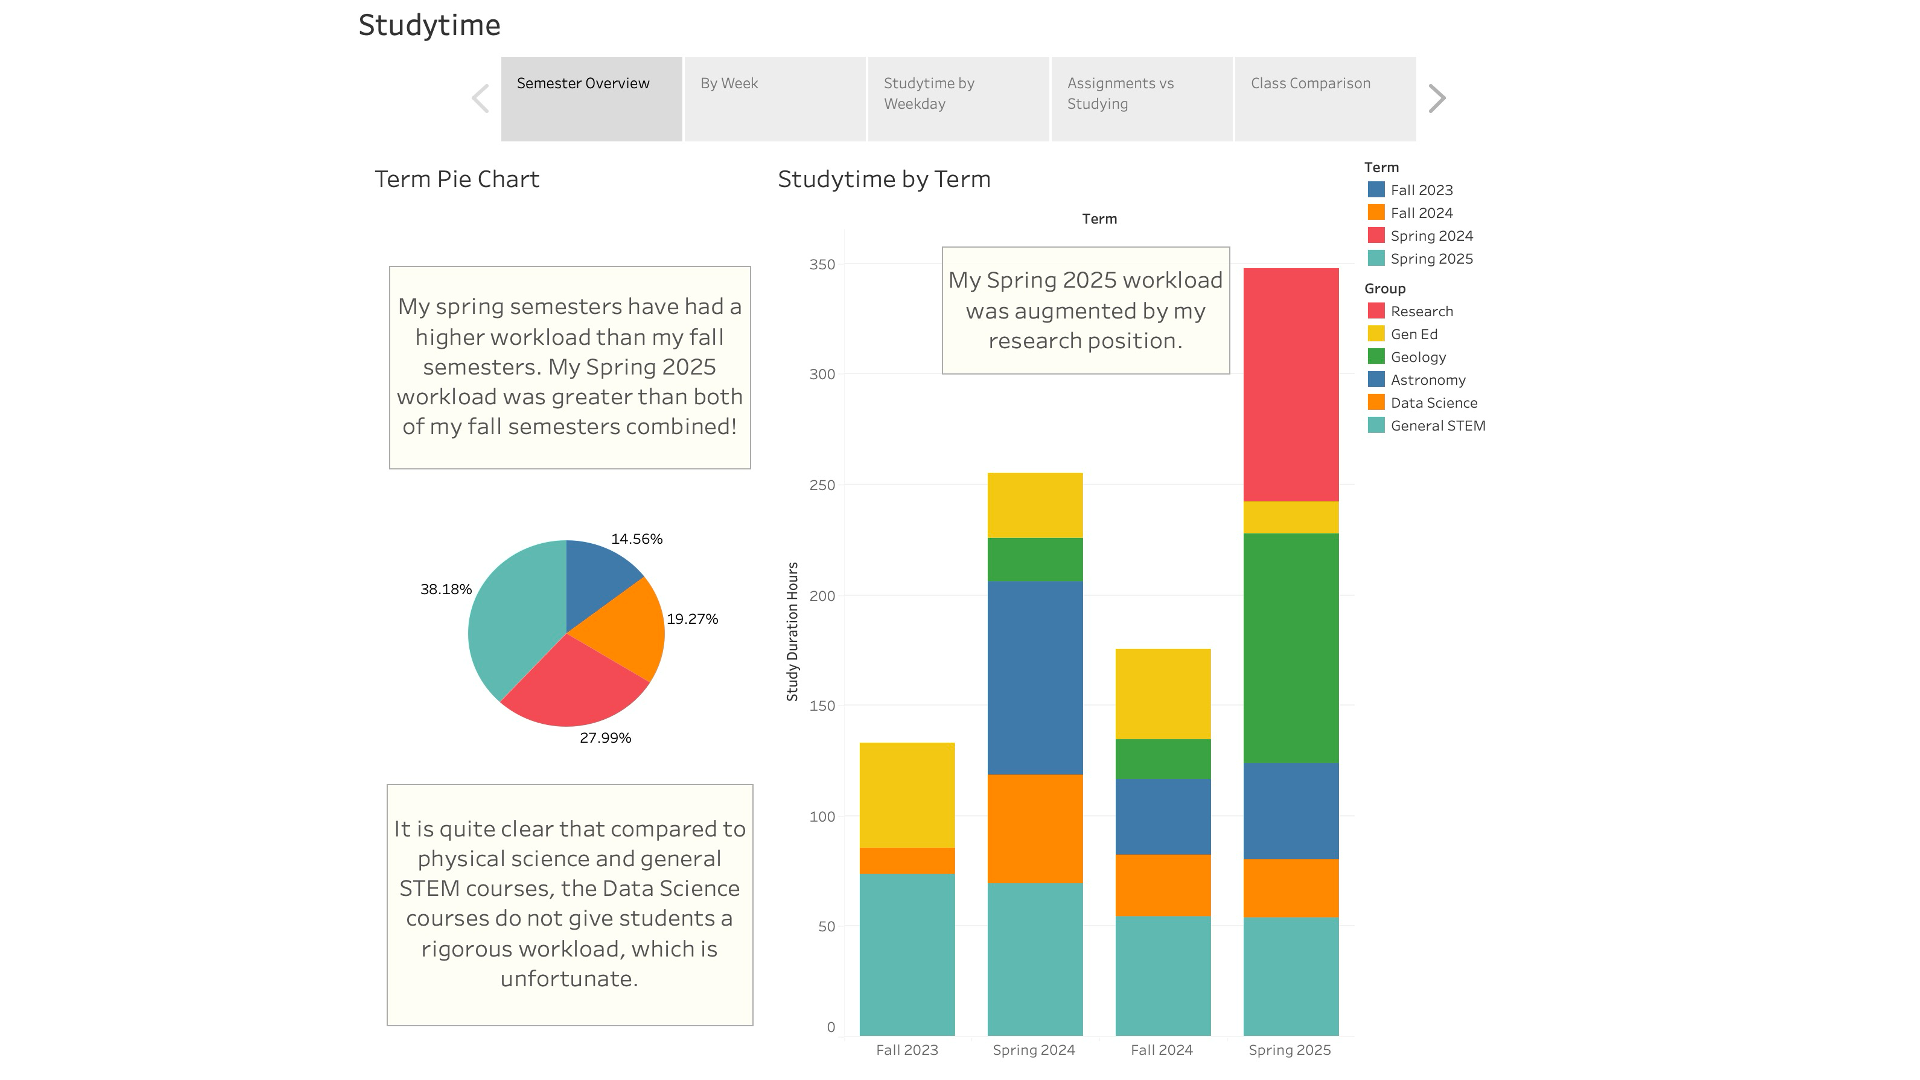 Studytime
Semester Overview
By Week
Studytime by
Weekday
Assignments vs
Studying
Class Comparison
Term Pie Chart
My spring semesters have had a
higher workload than my fall
semesters. My Spring 2025
workload was greater than both
of my fall semesters combined!
14.56%
38.18%
19.27%
27.99%
It is quite clear that compared to
physical science and general
STEM courses, the Data Science
courses do not give students a
rigorous workload, which is
unfortunate.
Studytime by Term
Term
My Spring 2025 workload
was augmented by my
research position.
Study Duration Hours
350
300
250
200
150
100
50
0
Fall 2023
Spring 2024
Fall 2024
Spring 2025
Term
Fall 2023
Fall 2024
Spring 2024
Spring 2025
Group
Research
Gen Ed
Geology
Astronomy
Data Science
General STEM